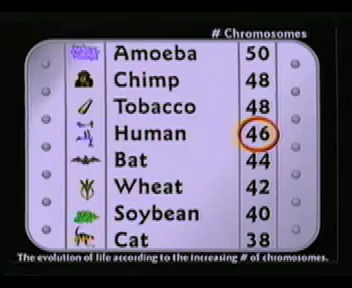 # Chromosomes
Amoeba 50
Chimp 48
Tobacco 48
Human 46
Bat 44
Wheat 42
Soybean 40
Cat 38
The evolution of life according to the increasing # of chromosomes.